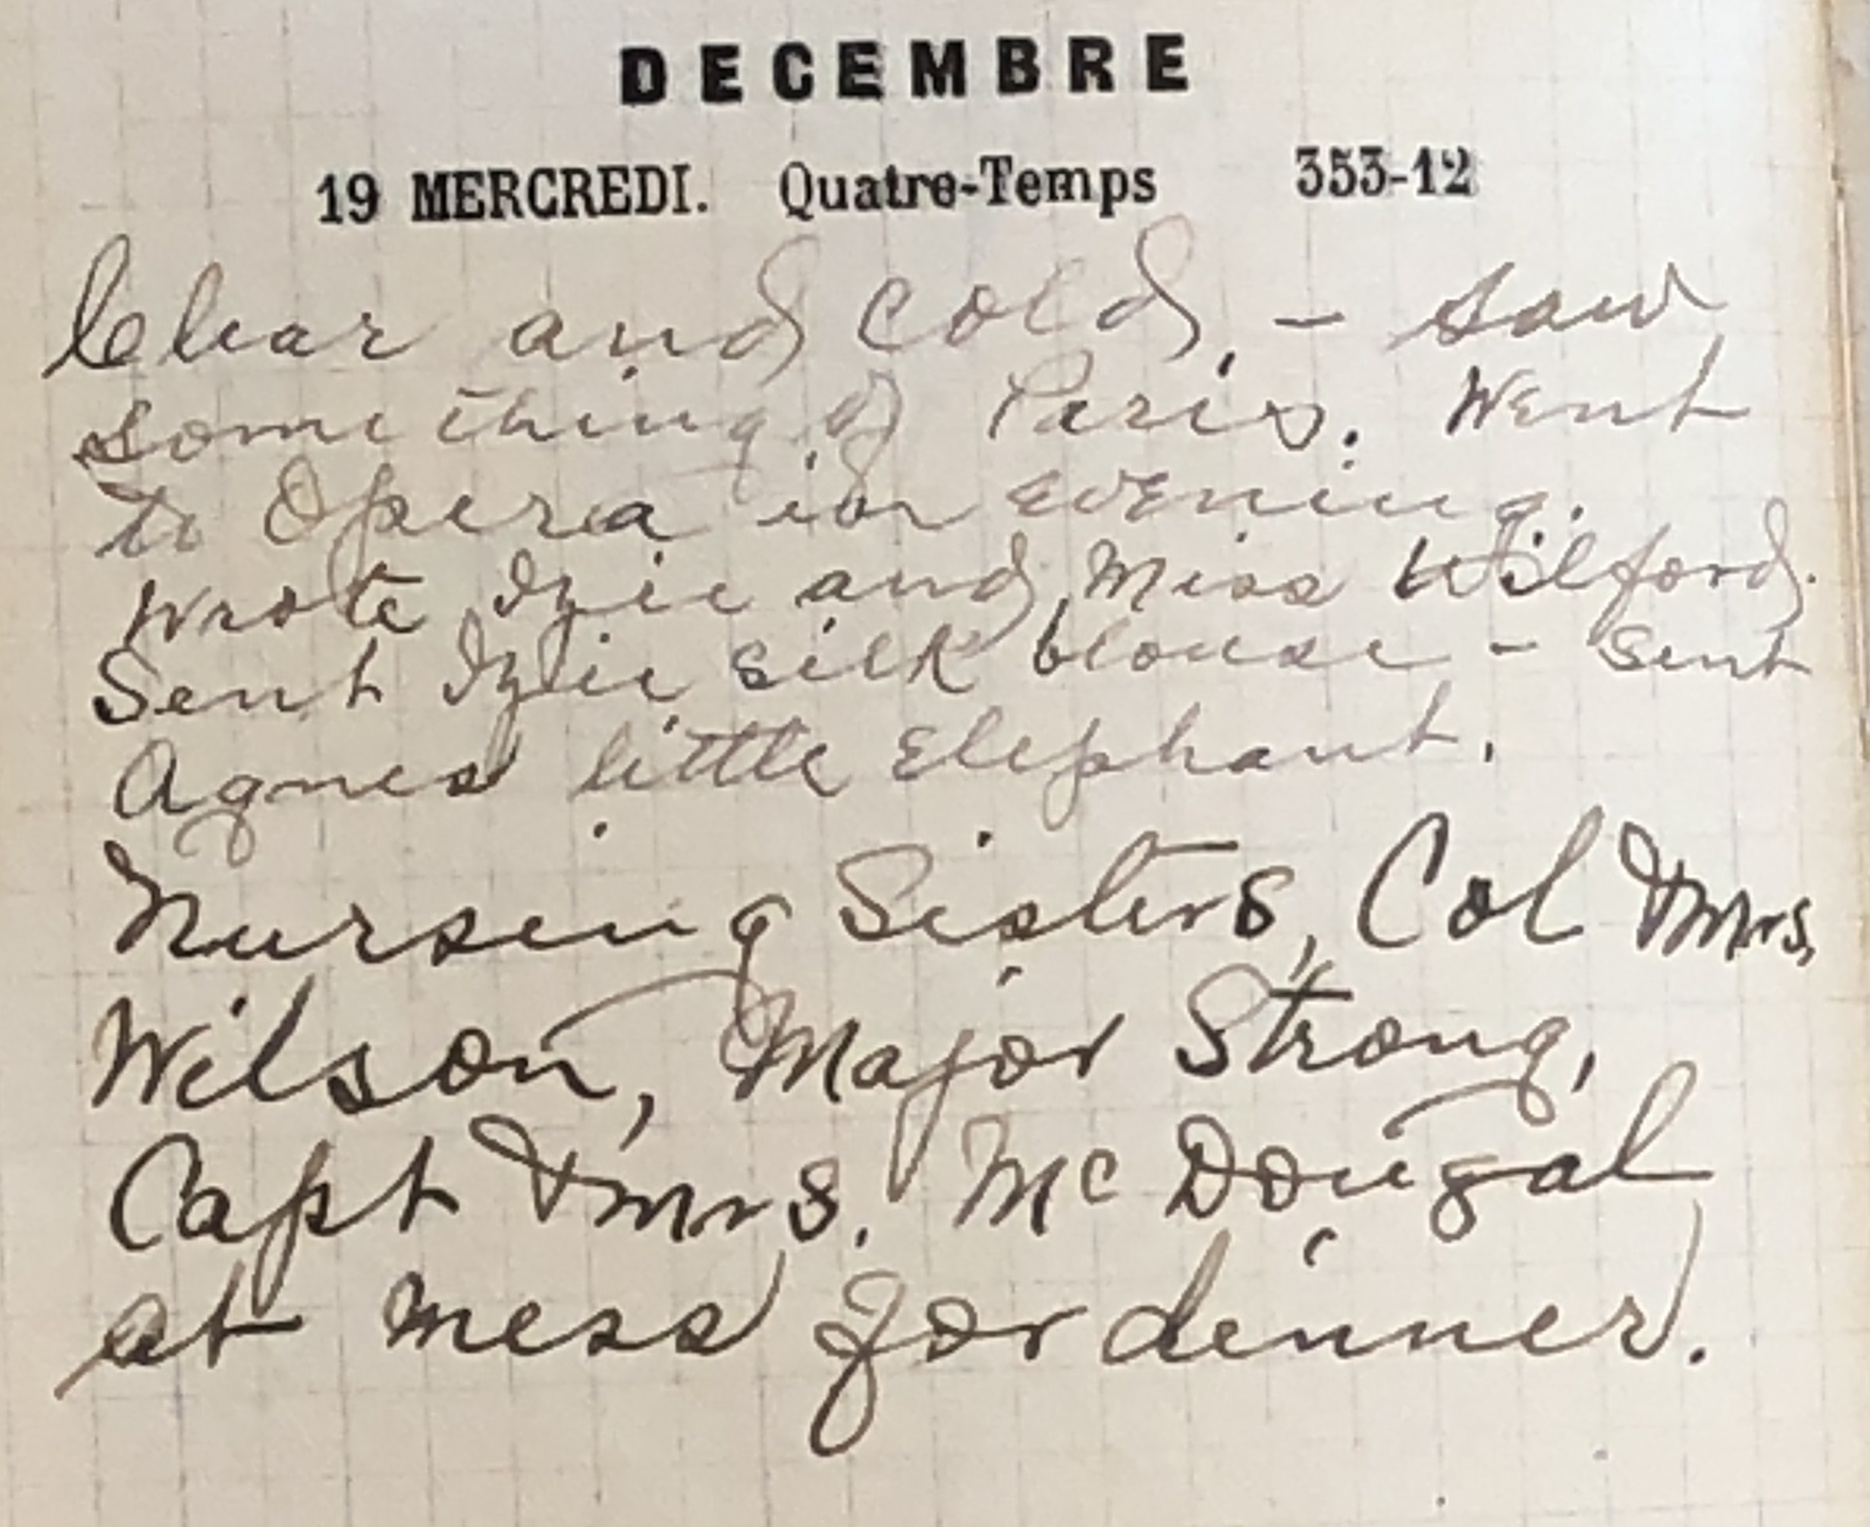 DECEMBRE
19 MERCREDI. Quatre-Temps 353-12
Clear and cold, - saw
something of Paris. Went
to Opera in evening.
Wrote Izie and Miss Wilford.
Sent Izie silk blouse - sent
Agnes little Elephant.
Nursing Sisters, Col & Mrs,
Wilson, Major Strong,
Capt & Mrs. McDougal
at mess for dinner.